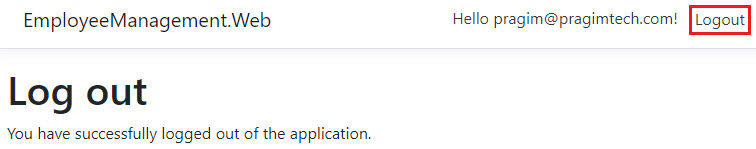 EmployeeManagement.Web Hello pragim@pragimtech.com! Logout
Log out
You have successfully logged out of the application.